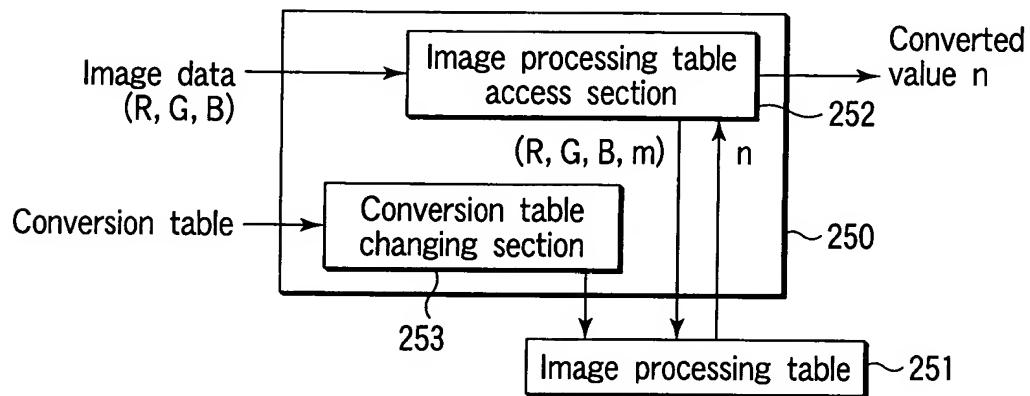 Image data
(R, G, B)
Image processing table
access section
Converted
value n
252
(R, G, B, m)
n
Conversion table
Conversion table
changing section
250
253
Image processing table
251